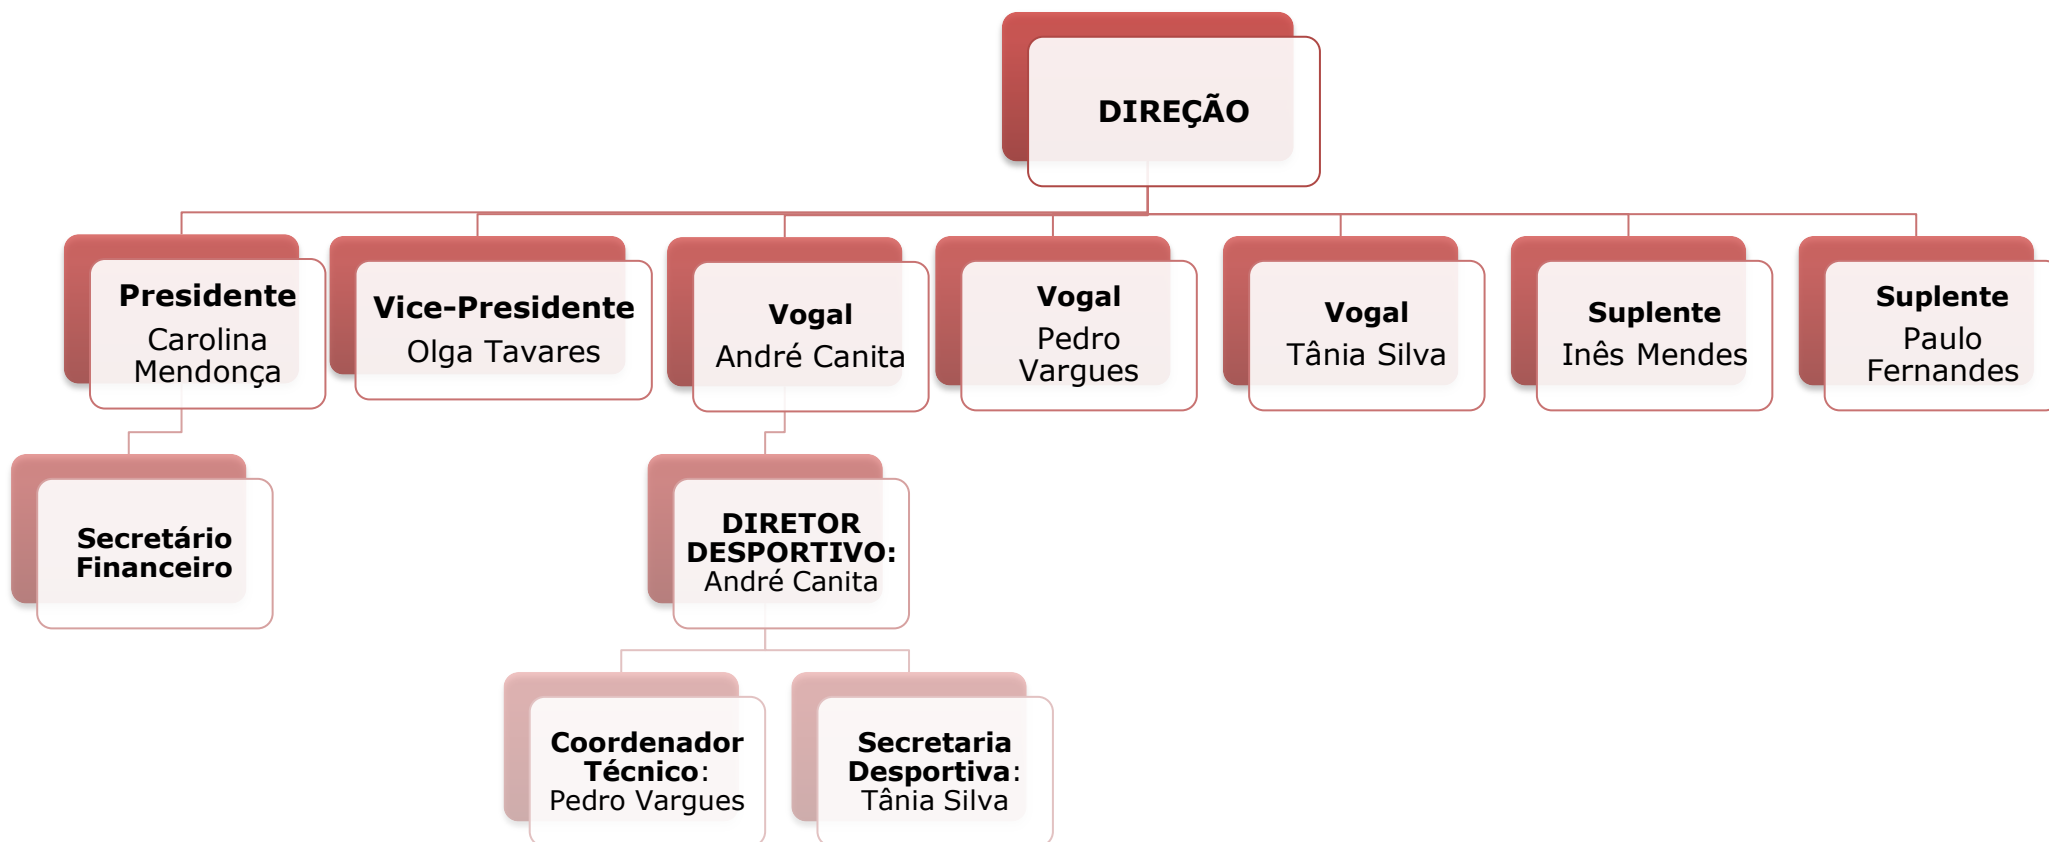 DIREÇÃO
Presidente
Carolina
Mendonça
Vice-Presidente
Olga Tavares
Vogal
André Canita
Vogal
Pedro
Vargues
Vogal
Tânia Silva
Suplente
Inês Mendes
Suplente
Paulo
Fernandes
Secretário
Financeiro
DIRETOR
DESPORTIVO:
André Canita
Coordenador
Técnico:
Pedro Vargues
Secretaria
Desportiva:
Tânia Silva